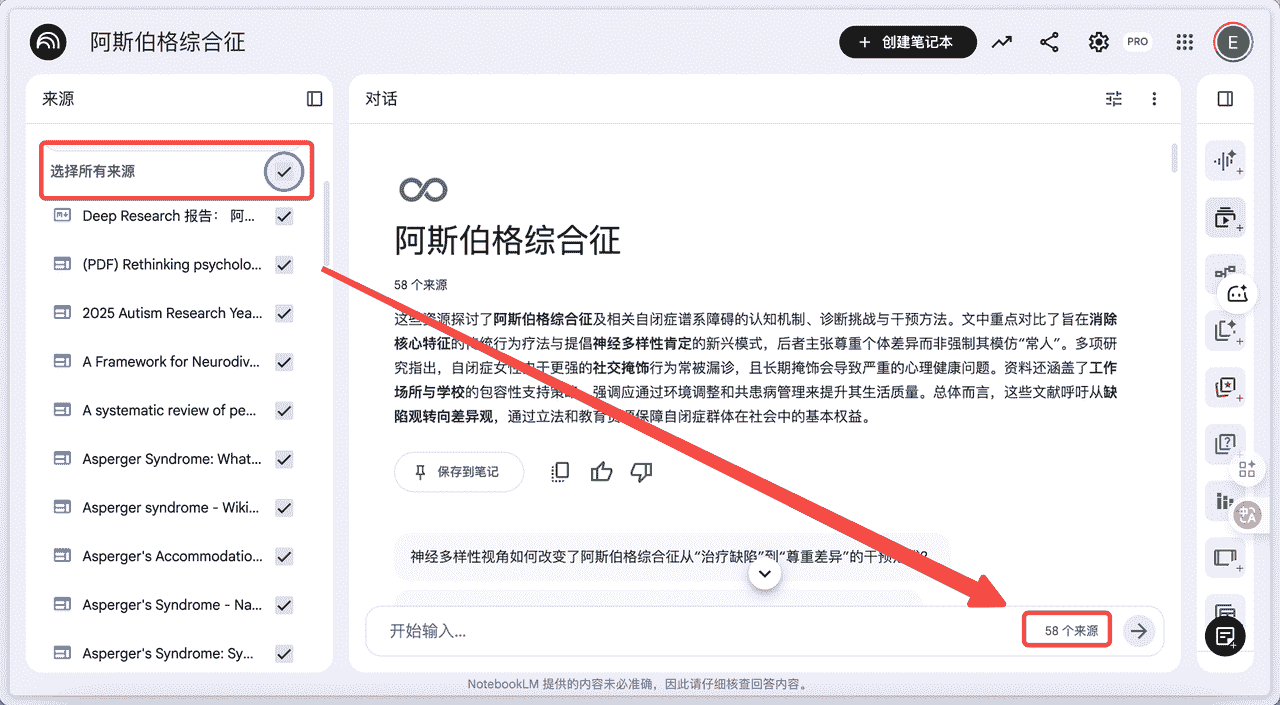 阿斯伯格综合征
+ 创建笔记本
PRO
E
来源
选择所有来源
Deep Research 报告： 阿...
(PDF) Rethinking psycholo...
2025 Autism Research Yea...
A Framework for Neurodiv...
A systematic review of pe...
Asperger Syndrome: What...
Asperger syndrome - Wiki...
Asperger's Accommodatio...
Asperger's Syndrome - Na...
Asperger's Syndrome: Sy...
对话
阿斯伯格综合征
58 个来源
这些资源探讨了阿斯伯格综合征及相关自闭症谱系障碍的认知机制、诊断挑战与干预方法。文中重点对比了旨在消除
核心特征的传统行为疗法与提倡神经多样性肯定的新兴模式，后者主张尊重个体差异而非强制其模仿“常人”。多项研
究指出，自闭症女性由于更强的社交掩饰行为常被漏诊，且长期掩饰会导致严重的心理健康问题。资料还涵盖了工作
场所与学校的包容性支持策略，强调应通过环境调整和共患病管理来提升其生活质量。总体而言，这些文献呼吁从缺
陷观转向差异观，通过立法和教育资源保障自闭症群体在社会中的基本权益。
保存到笔记
神经多样性视角如何改变了阿斯伯格综合征从“治疗缺陷”到“尊重差异”的干预
开始输入...
58 个来源
NotebookLM 提供的内容未必准确，因此请仔细核查回答内容。